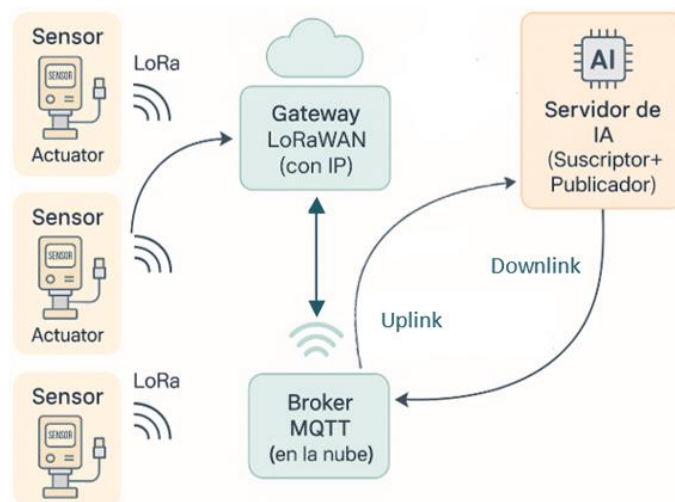 Sensor
SENSOR
Actuator
LoRa
Sensor
SENSOR
Actuator
Sensor
SENSOR
LoRa
Gateway
LoRaWAN
(con IP)
Broker
MQTT
(en la nube)
Uplink
Downlink
AI
Servidor de
IA
(Suscriptor+
Publicador)